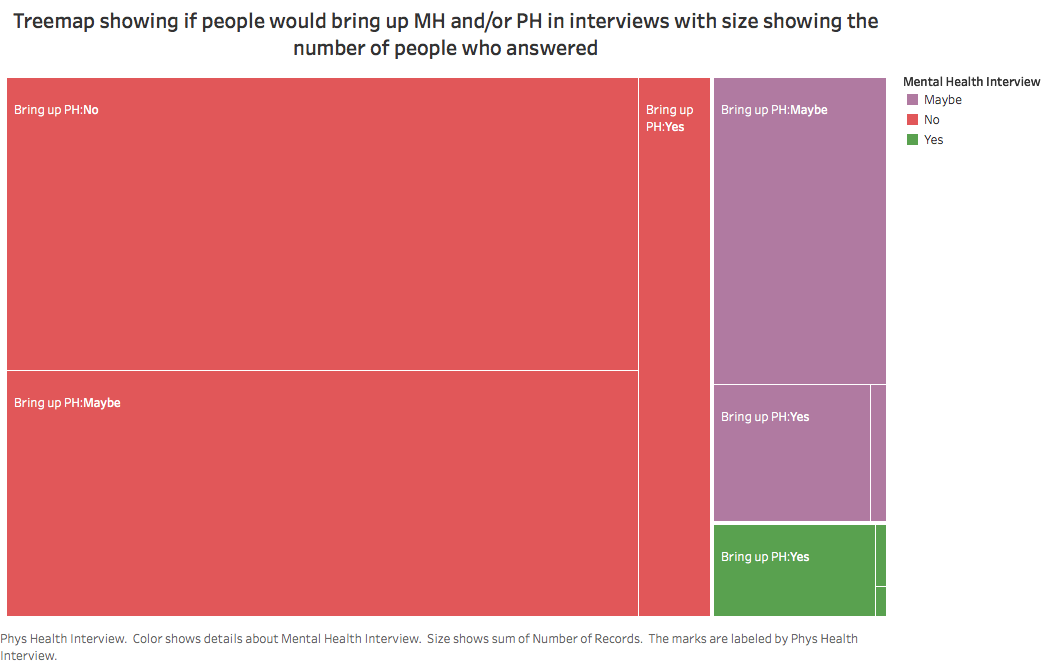 Treemap showing if people would bring up MH and/or PH in interviews with size showing the
number of people who answered
Mental Health Interview
Maybe
No
Yes
Bring up PH:No
Bring up
PH:Yes
Bring up PH:Maybe
Bring up PH:Maybe
Bring up PH:Yes
Bring up PH:Yes
Phys Health Interview.  Color shows details about Mental Health Interview.  Size shows sum of Number of Records.  The marks are labeled by Phys Health
Interview.